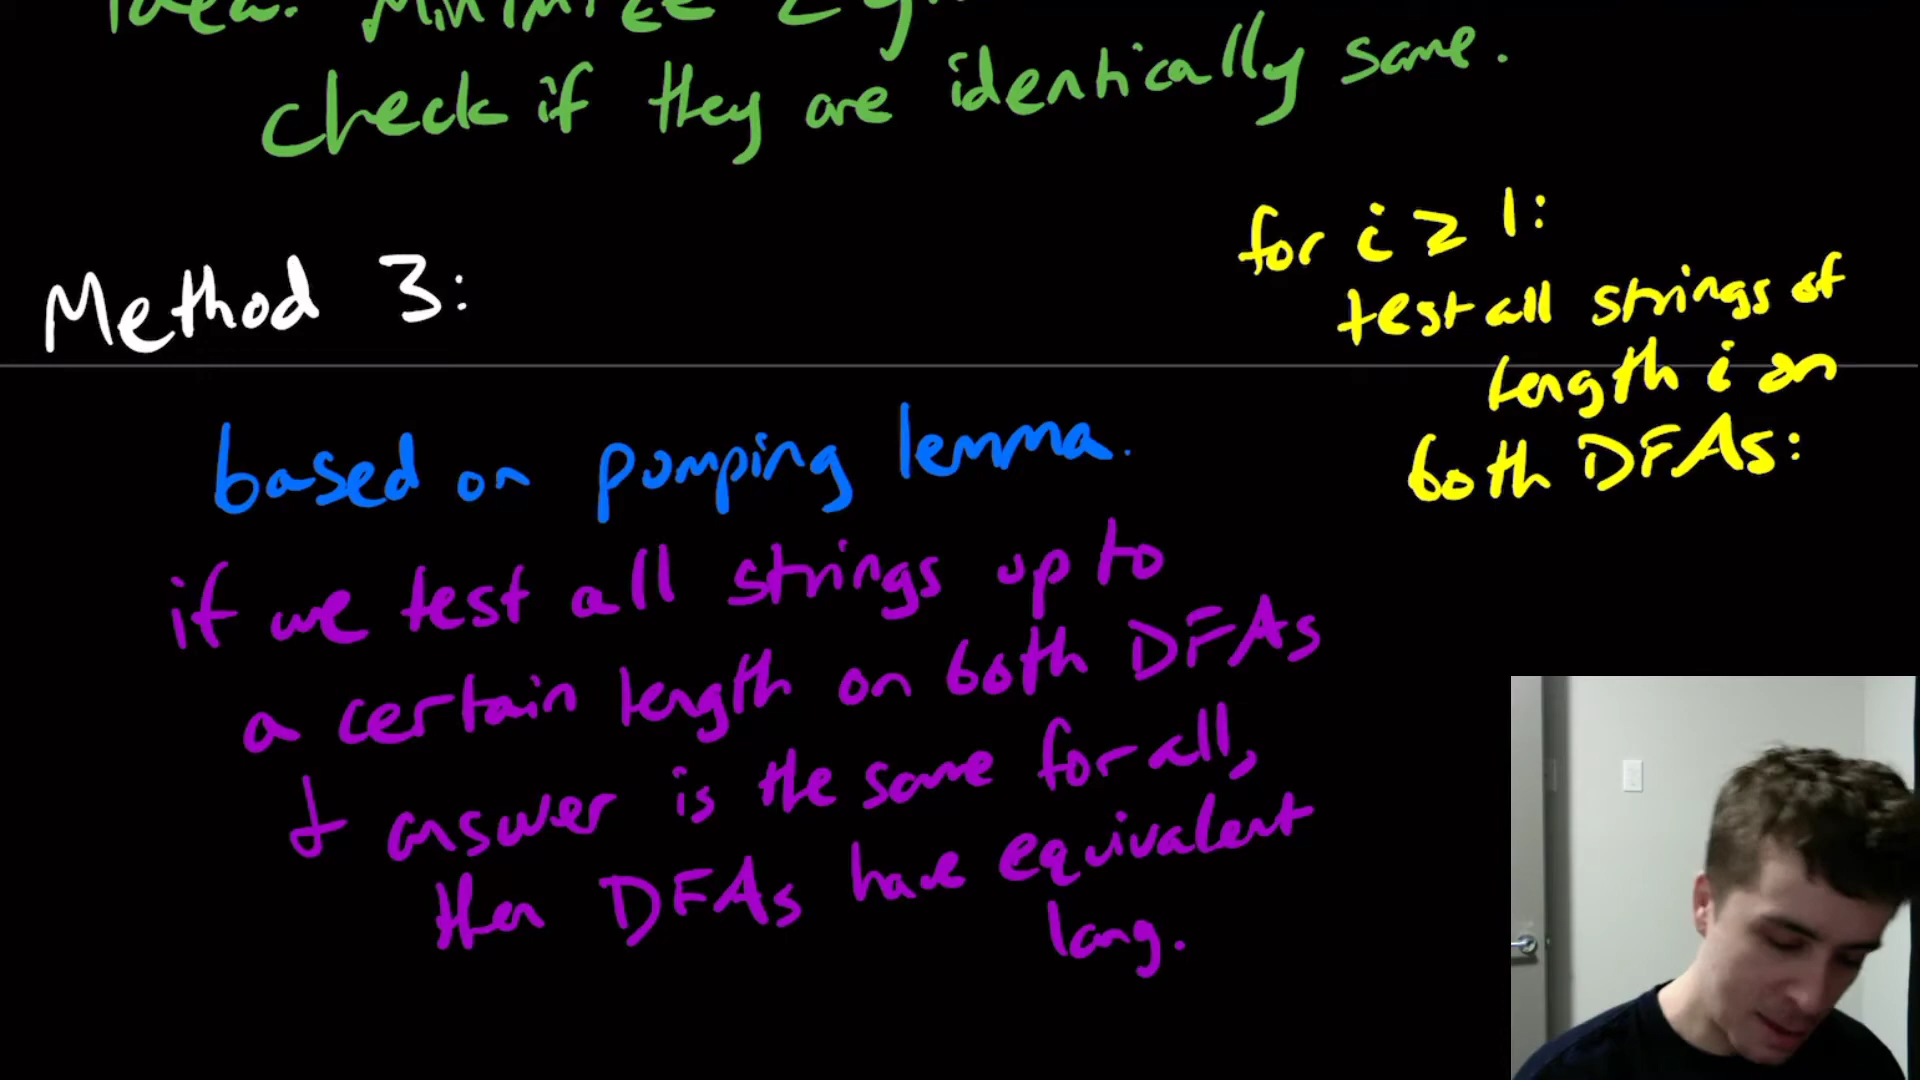 idea: Minimize
check if they are identically same.
Method 3:
for i ≥ 1:
test all strings of
length i on
both DFAs:
based on pumping lemma.
if we test all strings up to
a certain length on both DFAs
& answer is the same for all,
then DFAs have equivalent
lang.